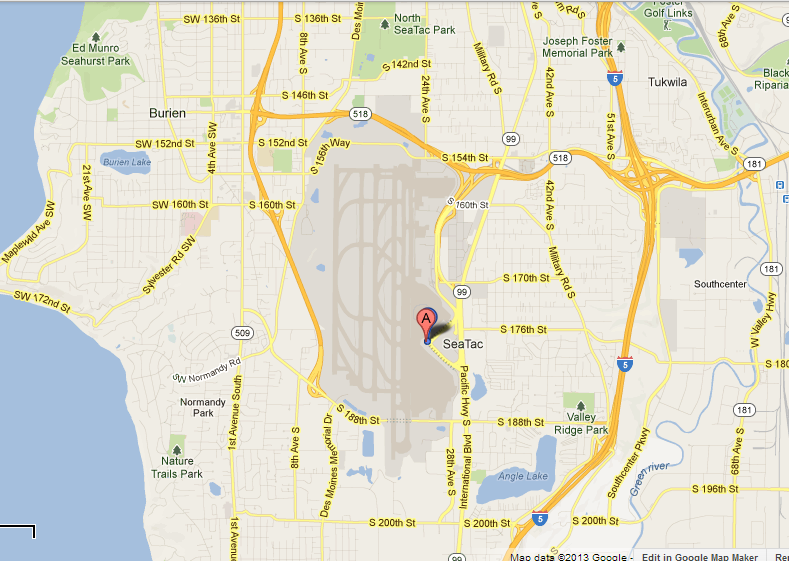 SW 136th St
S 136th St
North
SeaTac Park
Des Moi
Foster
Golf Links
Ed Munro
Seahurst Park
8th Ave S
Military Rd S
Joseph Foster
Memorial Park
42nd Ave S
5
Tukwila
S 142nd St
24th Ave S
S 146th St
Burien
518
51st Ave S
Interurban Ave S
Black
Riparia
SW 152nd St
S 152nd St
S 156th Way
99
S 154th St
518
181
Burien Lake
4th Ave SW
21st Ave SW
42nd Ave S
SW 160th St
S 160th St
S 160th St
Maplewild Ave SW
Sylvester Rd SW
Military Rd S
S 170th St
181
Southcenter
SW 172nd St
99
W Valley Hwy
A
S 176th St
SeaTac
509
5
S 180
SW Normandy Rd
Normandy
Park
1st Avenue South
Pacific Hwy S
S 188th St
S 188th St
Valley
Ridge Park
181
Nature
Trails Park
8th Ave S
Des Moines Memorial Dr
28th Ave S
International Blvd
Angle Lake
Southcenter Pkwy
Green river
68th Ave S
S 196th St
1st Avenu
S 200th St
S 200th St
5
S 200th St
99
Map data ©2013 Google - Edit in Google Map Maker